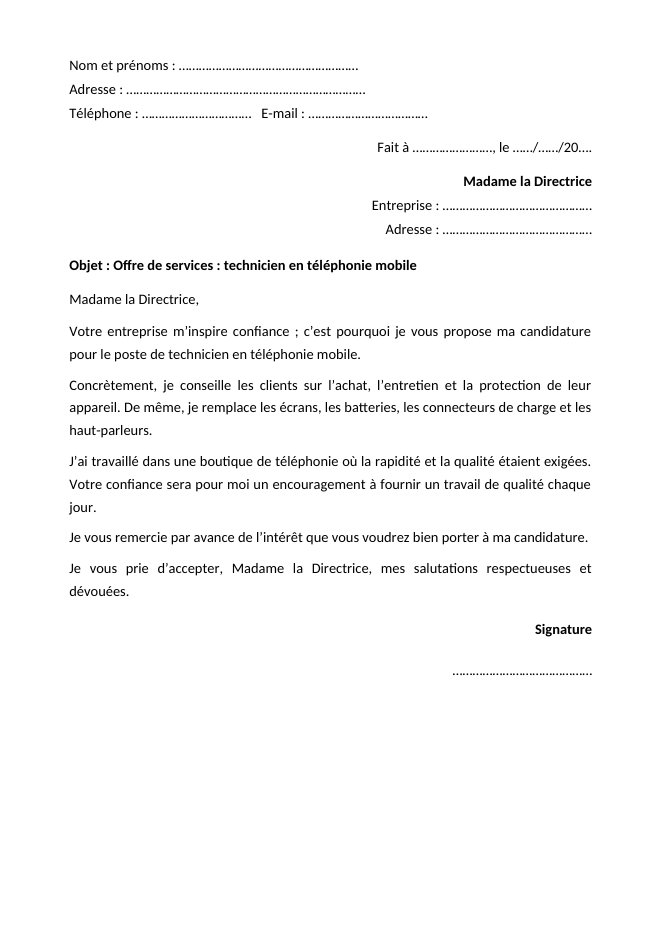 Nom et prénoms : ………………………………………………
Adresse : ………………………………………………………………
Téléphone : ……………………………   E-mail : ………………………………
Fait à ……………………, le ……/……/20….
Madame la Directrice
Entreprise : ………………………………………
Adresse : ………………………………………
Objet : Offre de services : technicien en téléphonie mobile
Madame la Directrice,
Votre entreprise m’inspire confiance ; c’est pourquoi je vous propose ma candidature
pour le poste de technicien en téléphonie mobile.
Concrètement, je conseille les clients sur l’achat, l’entretien et la protection de leur
appareil. De même, je remplace les écrans, les batteries, les connecteurs de charge et les
haut-parleurs.
J’ai travaillé dans une boutique de téléphonie où la rapidité et la qualité étaient exigées.
Votre confiance sera pour moi un encouragement à fournir un travail de qualité chaque
jour.
Je vous remercie par avance de l’intérêt que vous voudrez bien porter à ma candidature.
Je vous prie d’accepter, Madame la Directrice, mes salutations respectueuses et
dévouées.
Signature
……………………………………